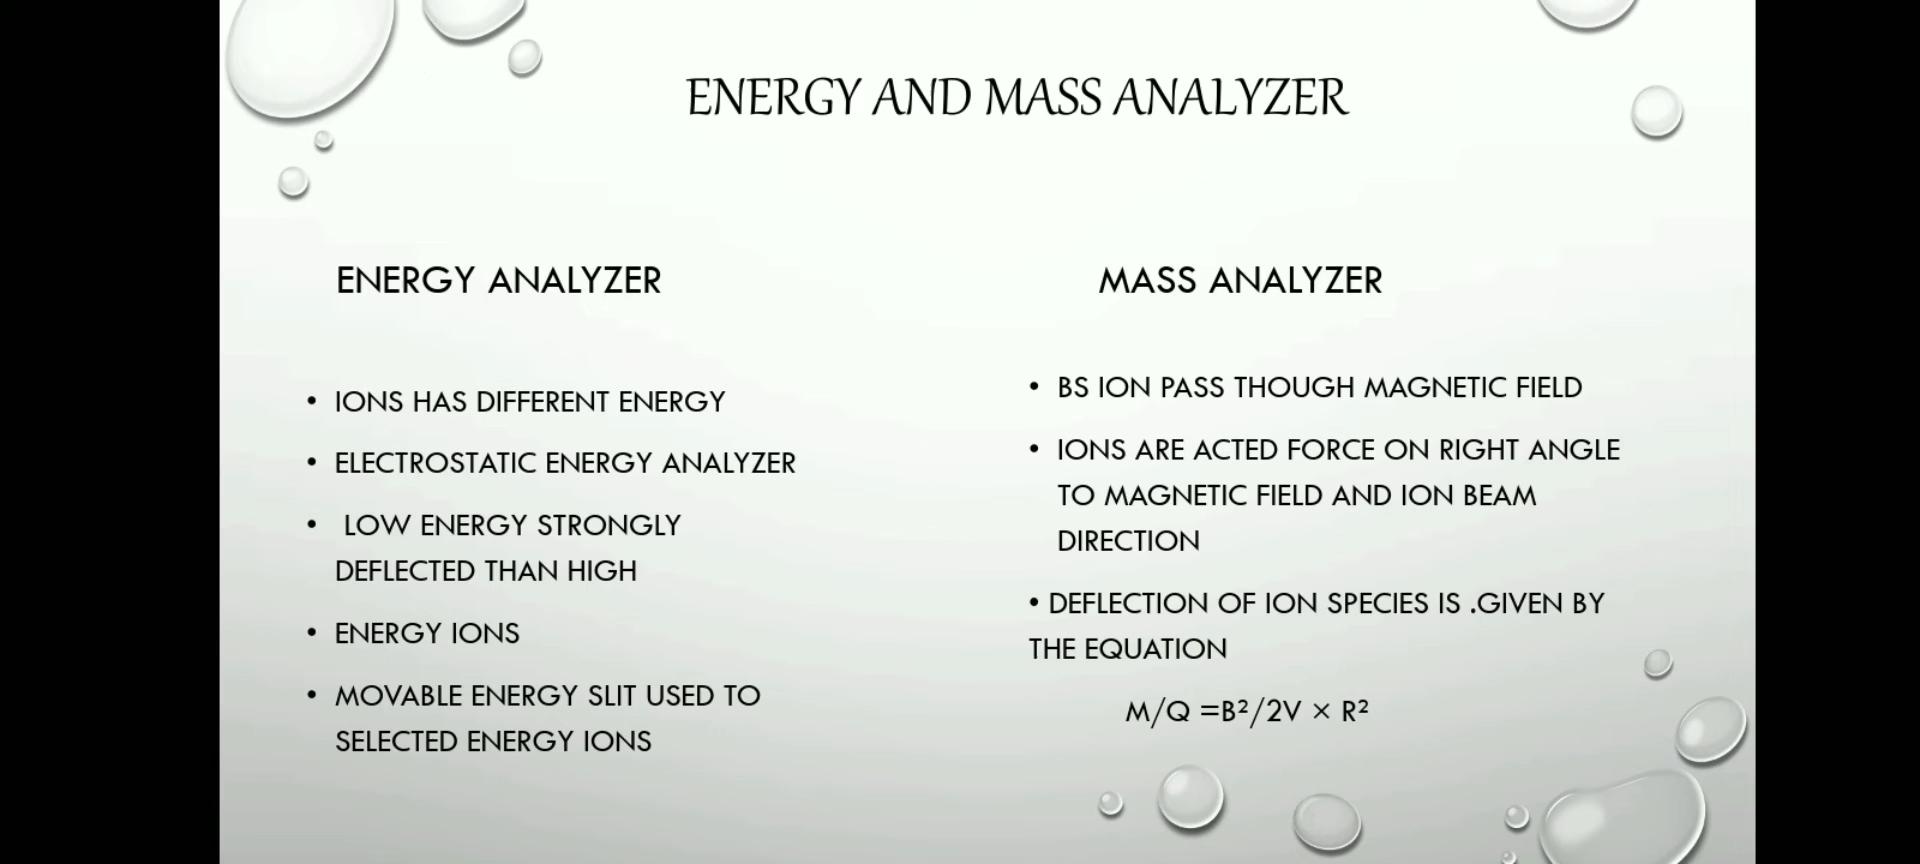 ENERGY AND MASS ANALYZER
ENERGY ANALYZER
• IONS HAS DIFFERENT ENERGY
• ELECTROSTATIC ENERGY ANALYZER
• LOW ENERGY STRONGLY
DEFLECTED THAN HIGH
• ENERGY IONS
• MOVABLE ENERGY SLIT USED TO
SELECTED ENERGY IONS
MASS ANALYZER
• BS ION PASS THOUGH MAGNETIC FIELD
• IONS ARE ACTED FORCE ON RIGHT ANGLE
TO MAGNETIC FIELD AND ION BEAM
DIRECTION
• DEFLECTION OF ION SPECIES IS .GIVEN BY
THE EQUATION
M/Q =B²/2V × R²